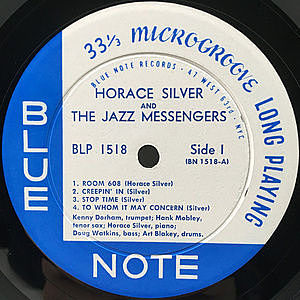 33 1/3 MICROGROOVE LONG PLAYING
BLUE NOTE RECORDS · 47 WEST 63rd · NYC
HORACE SILVER
AND
THE JAZZ MESSENGERS
BLP 1518 Side 1
(BN 1518-A)
1. ROOM 608 (Horace Silver)
2. CREEPIN' IN (Silver)
3. STOP TIME (Silver)
4. TO WHOM IT MAY CONCERN (Silver)
Kenny Dorham, trumpet; Hank Mobley,
tenor sax; Horace Silver, piano;
Doug Watkins, bass; Art Blakey, drums.
BLUE
NOTE